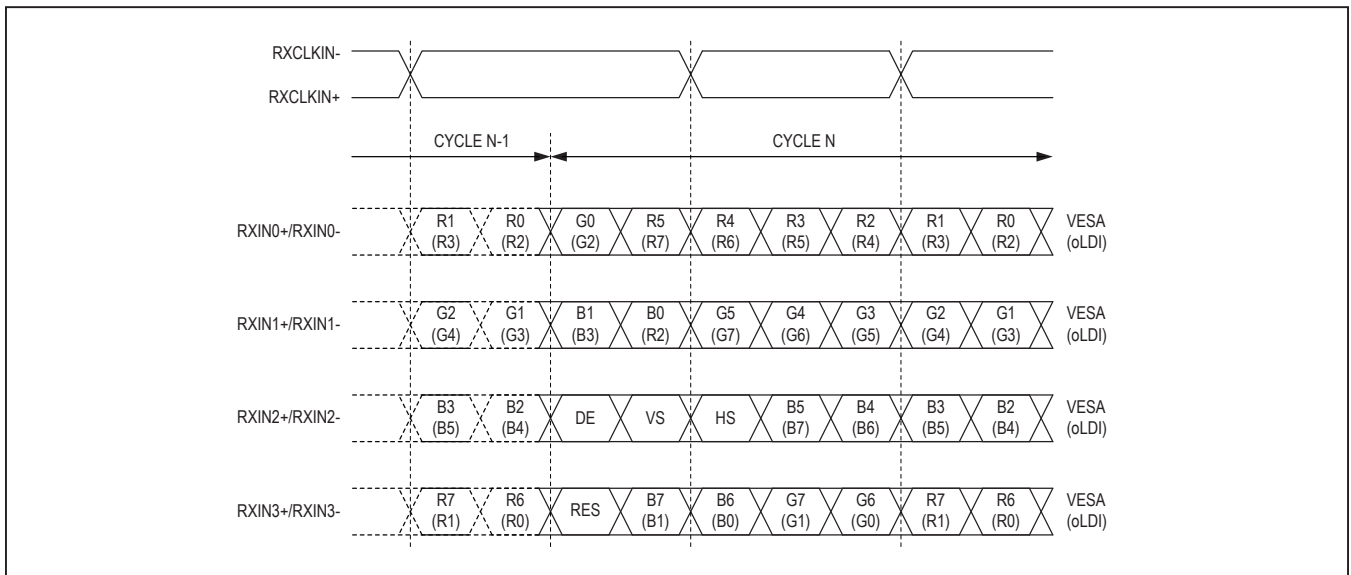 RXCLKIN-
RXCLKIN+
CYCLE N-1 CYCLE N
RXIN0+/RXIN0- R1 R0 G0 R5 R4 R3 R2 R1 R0 VESA
(R3) (R2) (G2) (R7) (R6) (R5) (R4) (R3) (R2) (oLDI)
RXIN1+/RXIN1- G2 G1 B1 B0 G5 G4 G3 G2 G1 VESA
(G4) (G3) (B3) (R2) (G7) (G6) (G5) (G4) (G3) (oLDI)
RXIN2+/RXIN2- B3 B2 DE VS HS B5 B4 B3 B2 VESA
(B5) (B4) (B7) (B6) (B5) (B4) (oLDI)
RXIN3+/RXIN3- R7 R6 RES B7 B6 G7 G6 R7 R6 VESA
(R1) (R0) (B1) (B0) (G1) (G0) (R1) (R0) (oLDI)